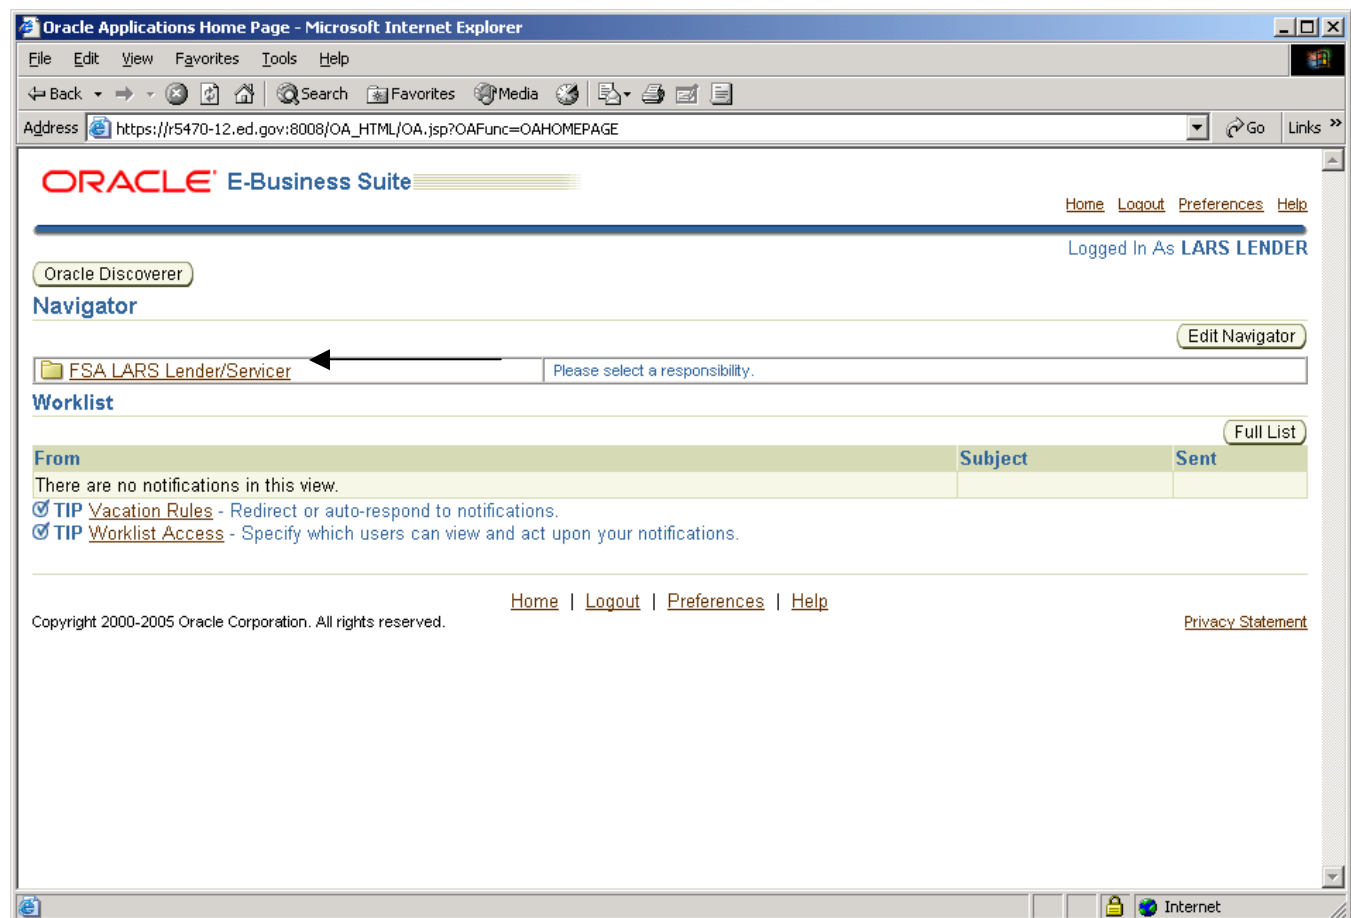 Oracle Applications Home Page - Microsoft Internet Explorer
File Edit View Favorites Tools Help
Back Search Favorites Media
Address https://r5470-12.ed.gov:8008/OA_HTML/OA.jsp?OAFunc=OAHOMEPAGE Go Links »
ORACLE E-Business Suite
Home Logout Preferences Help
Logged In As LARS LENDER
Oracle Discoverer
Navigator
Edit Navigator
FSA LARS Lender/Servicer Please select a responsibility.
Worklist
Full List
From Subject Sent
There are no notifications in this view.
TIP Vacation Rules - Redirect or auto-respond to notifications.
TIP Worklist Access - Specify which users can view and act upon your notifications.
Home | Logout | Preferences | Help
Copyright 2000-2005 Oracle Corporation. All rights reserved. Privacy Statement
Internet